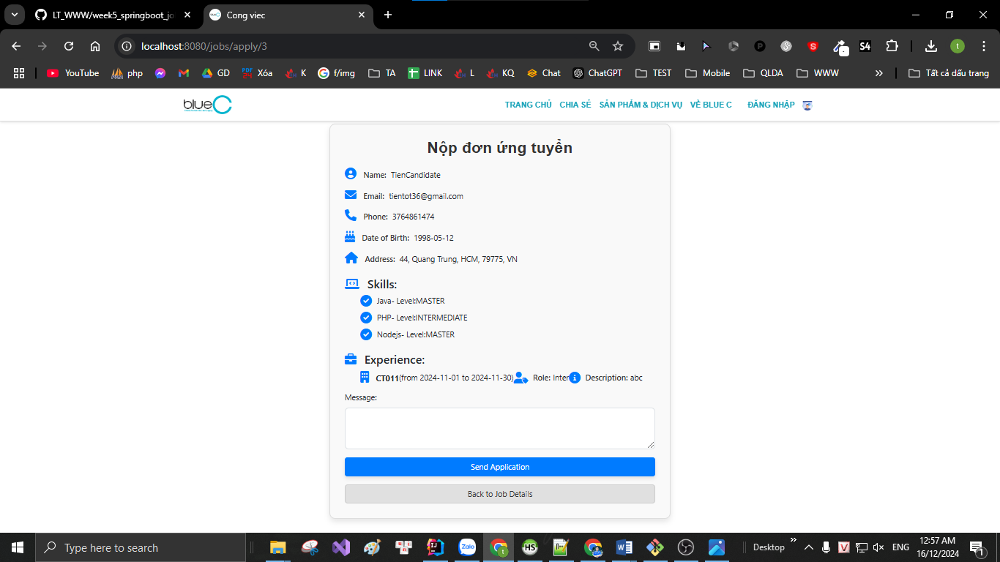 LT_WWW/week5_springboot_jo
Cong viec
localhost:8080/jobs/apply/3
YouTube php GD Xóa K f/img TA LINK L KQ Chat ChatGPT TEST Mobile QLDA WWW » Tất cả dấu trang
blueC
TRANG CHỦ CHIA SẺ SẢN PHẨM & DỊCH VỤ VỀ BLUE C ĐĂNG NHẬP
Nộp đơn ứng tuyển
Name: TienCandidate
Email: tientot36@gmail.com
Phone: 3764861474
Date of Birth: 1998-05-12
Address: 44, Quang Trung, HCM, 79775, VN
Skills:
Java- Level:MASTER
PHP- Level:INTERMEDIATE
Nodejs- Level:MASTER
Experience:
CT011(from 2024-11-01 to 2024-11-30) Role: Inter Description: abc
Message:
Send Application
Back to Job Details
Type here to search
Desktop » ENG 12:57 AM
16/12/2024